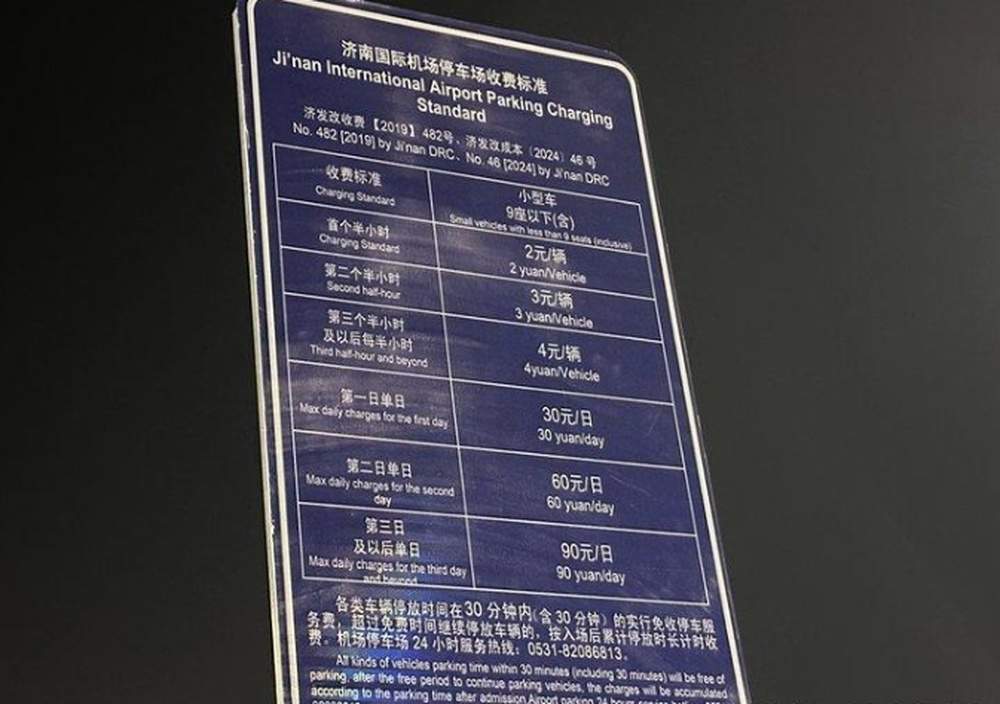 济南国际机场停车场收费标准
Ji'nan International Airport Parking Charging
Standard
济发改收费【2019】482号、济发改成本〔2024〕46号
No. 482 [2019] by Ji'nan DRC、No. 46 [2024] by Ji'nan DRC
收费标准
Charging Standard
小型车
9座以下(含)
Small vehicles with less than 9 seats (inclusive)
首个半小时
Charging Standard
2元/辆
2 yuan/Vehicle
第二个半小时
Second half-hour
3元/辆
3 yuan/Vehicle
第三个半小时
及以后每半小时
Third half-hour and beyond
4元/辆
4yuan/Vehicle
第一日单日
Max daily charges for the first day
30元/日
30 yuan/day
第二日单日
Max daily charges for the second
day
60元/日
60 yuan/day
第三日
及以后单日
Max daily charges for the third day
and beyond
90元/日
90 yuan/day
各类车辆停放时间在30分钟内(含30分钟)的实行免收停车服
务费，超过免费时间继续停放车辆的，按入场后累计停放时长计时收
费。机场停车场24小时服务热线：0531-82086813。
All kinds of vehicles parking time within 30 minutes (including 30 minutes) will be free of
parking, after the free period to continue parking vehicles, the charges will be accumulated
according to the parking time after admission.Airport parking 24 hours service